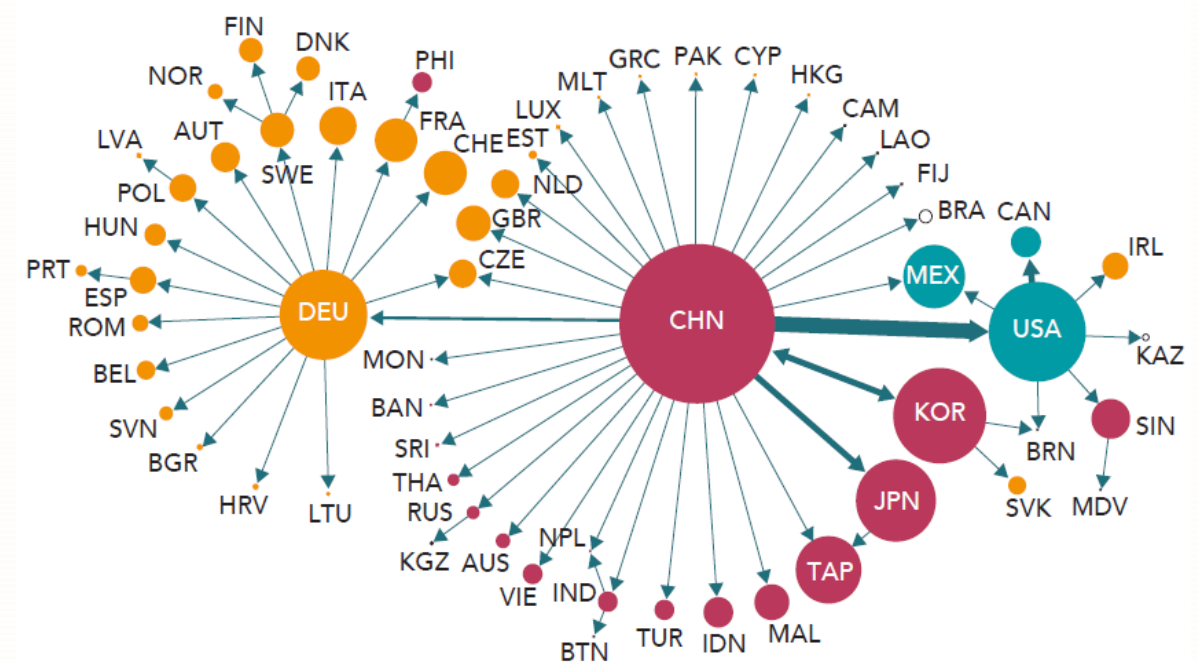 FIN
DNK
NOR
PHI
ITA
FRA
AUT
LVA
SWE
POL
CHE
HUN
PRT
ESP
DEU
ROM
BEL
SVN
BGR
HRV
LTU
GRC
PAK
CYP
HKG
MLT
LUX
CAM
EST
LAO
NLD
FIJ
GBR
BRA
CZE
CHN
MON
BAN
SRI
THA
RUS
KGZ
AUS
NPL
VIE
IND
BTN
TUR
IDN
MAL
TAP
JPN
KOR
CAN
IRL
MEX
USA
KAZ
SIN
BRN
SVK
MDV